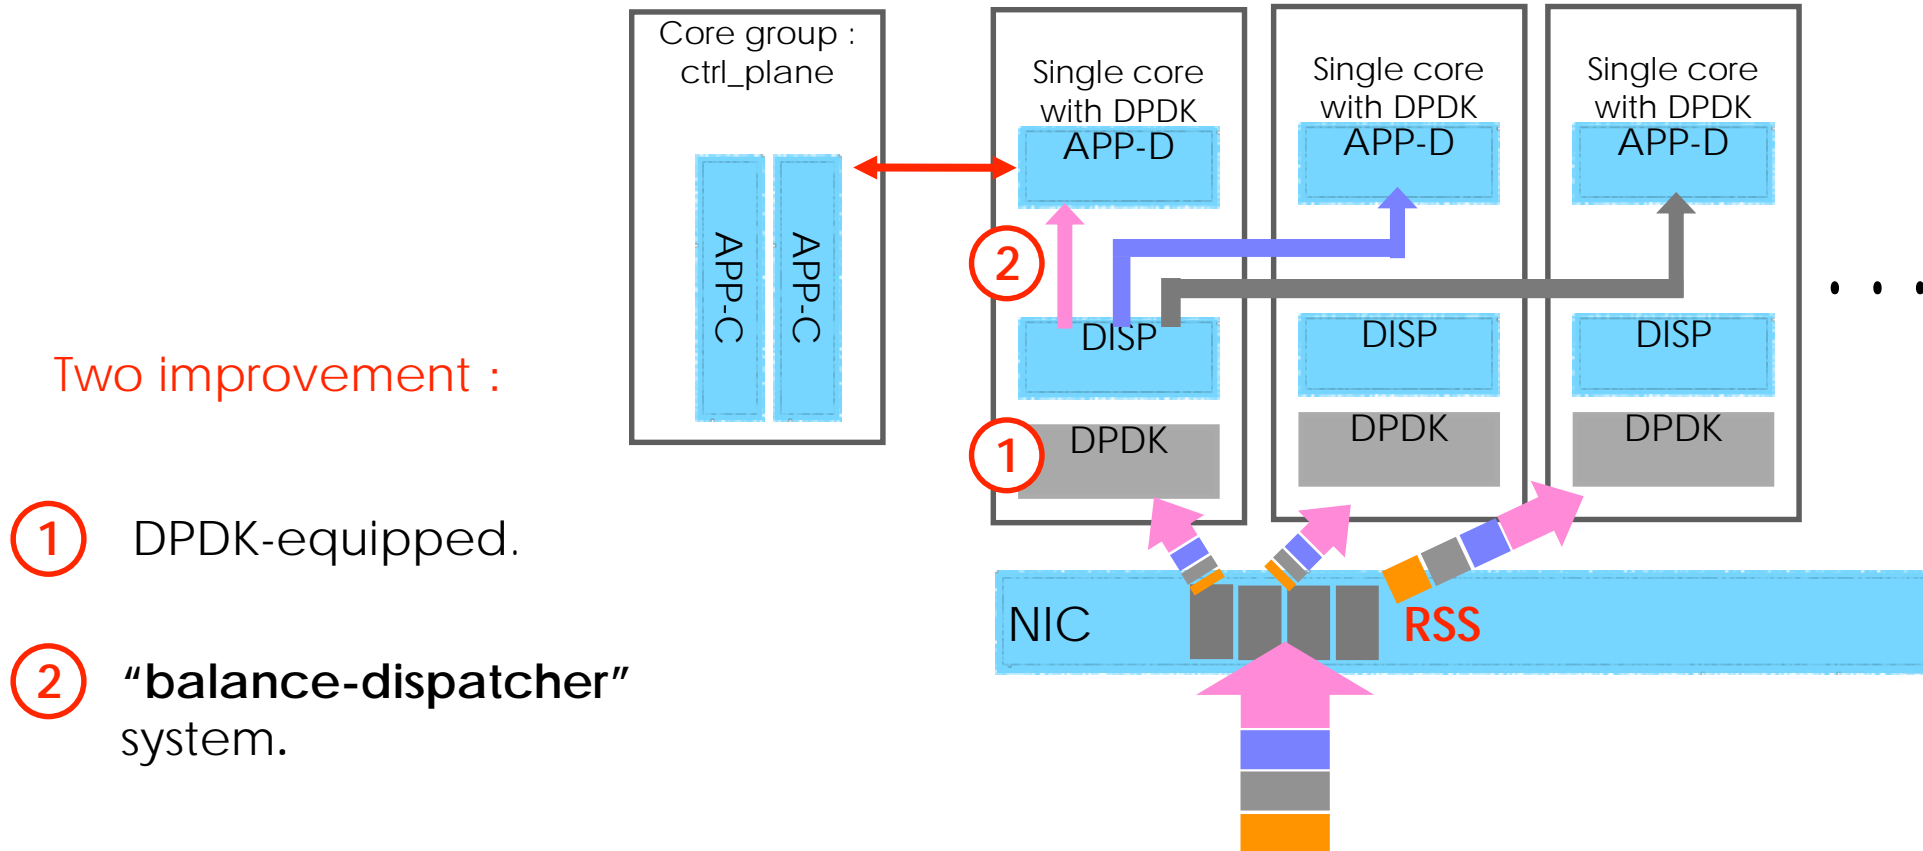 Core group :
ctrl_plane
APP-C
APP-C
Single core
with DPDK
APP-D
DISP
DPDK
Single core
with DPDK
APP-D
DISP
DPDK
Single core
with DPDK
APP-D
DISP
DPDK
. . .
2
1
NIC
RSS
Two improvement :
1 DPDK-equipped.
2 “balance-dispatcher”
system.